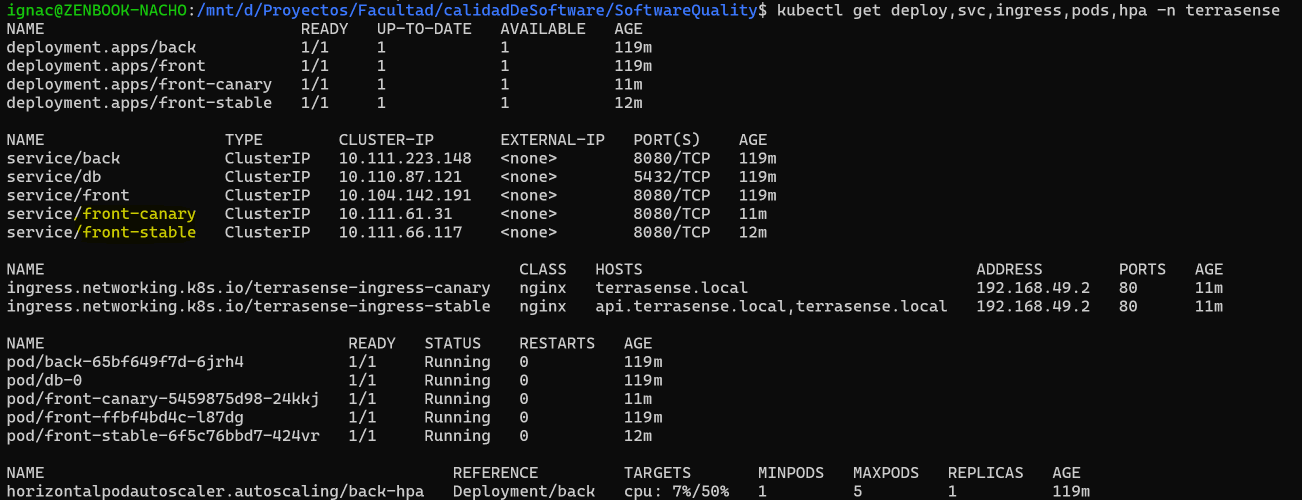 ignac@ZENBOOK-NACHO:/mnt/d/Proyectos/Facultad/calidadDeSoftware/SoftwareQuality$ kubectl get deploy,svc,ingress,pods,hpa -n terrasense
NAME READY UP-TO-DATE AVAILABLE AGE
deployment.apps/back 1/1 1 1 119m
deployment.apps/front 1/1 1 1 119m
deployment.apps/front-canary 1/1 1 1 11m
deployment.apps/front-stable 1/1 1 1 12m
NAME TYPE CLUSTER-IP EXTERNAL-IP PORT(S) AGE
service/back ClusterIP 10.111.223.148 <none> 8080/TCP 119m
service/db ClusterIP 10.110.87.121 <none> 5432/TCP 119m
service/front ClusterIP 10.104.142.191 <none> 8080/TCP 119m
service/front-canary ClusterIP 10.111.61.31 <none> 8080/TCP 11m
service/front-stable ClusterIP 10.111.66.117 <none> 8080/TCP 12m
NAME CLASS HOSTS ADDRESS PORTS AGE
ingress.networking.k8s.io/terrasense-ingress-canary nginx terrasense.local 192.168.49.2 80 11m
ingress.networking.k8s.io/terrasense-ingress-stable nginx api.terrasense.local,terrasense.local 192.168.49.2 80 11m
NAME READY STATUS RESTARTS AGE
pod/back-65bf649f7d-6jrh4 1/1 Running 0 119m
pod/db-0 1/1 Running 0 119m
pod/front-canary-5459875d98-24kkj 1/1 Running 0 11m
pod/front-ffbf4bd4c-l87dg 1/1 Running 0 119m
pod/front-stable-6f5c76bbd7-424vr 1/1 Running 0 12m
NAME REFERENCE TARGETS MINPODS MAXPODS REPLICAS AGE
horizontalpodautoscaler.autoscaling/back-hpa Deployment/back cpu: 7%/50% 1 5 1 119m